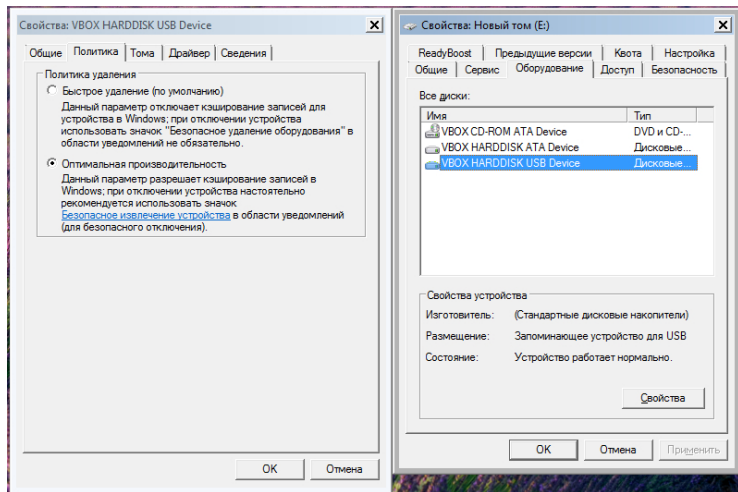 Свойства: VBOX HARDDISK USB Device
Общие
Политика
Тома
Драйвер
Сведения
Политика удаления
Быстрое удаление (по умолчанию)
Данный параметр отключает кэширование записей для
устройства в Windows; при отключении устройства
использовать значок "Безопасное удаление оборудования" в
области уведомлений не обязательно.
Оптимальная производительность
Данный параметр разрешает кэширование записей в
Windows; при отключении устройства настоятельно
рекомендуется использовать значок
Безопасное извлечение устройства в области уведомлений
(для безопасного отключения).
OK
Отмена
Свойства: Новый том (E:)
ReadyBoost
Предыдущие версии
Квота
Настройка
Общие
Сервис
Оборудование
Доступ
Безопасность
Все диски:
Имя
Тип
VBOX CD-ROM ATA Device
DVD и CD-...
VBOX HARDDISK ATA Device
Дисковые...
VBOX HARDDISK USB Device
Дисковые...
Свойства устройства
Изготовитель:
(Стандартные дисковые накопители)
Размещение:
Запоминающее устройство для USB
Состояние:
Устройство работает нормально.
Свойства
OK
Отмена
Применить